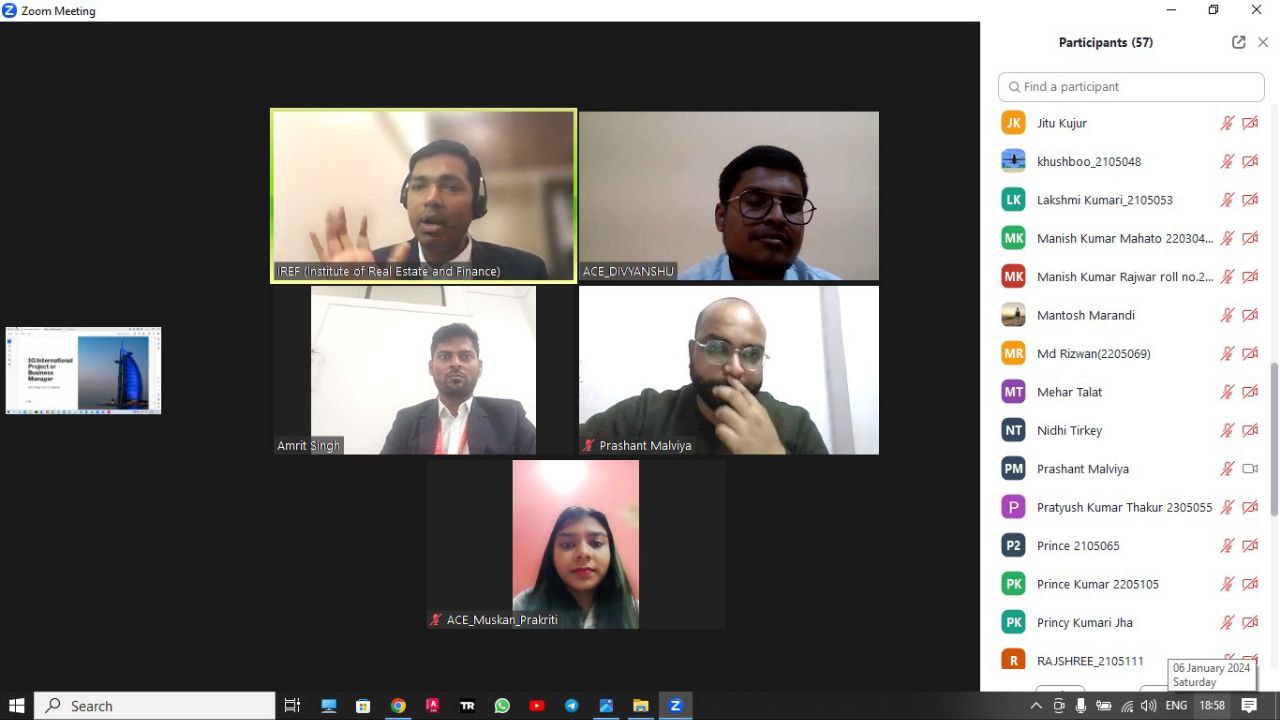 Zoom Meeting
Participants (57)
Find a participant
JK Jitu Kujur
khushboo_2105048
LK Lakshmi Kumari_2105053
MK Manish Kumar Mahato 220304...
MK Manish Kumar Rajwar roll no.2...
Mantosh Marandi
MR Md Rizwan(2205069)
MT Mehar Talat
NT Nidhi Tirkey
PM Prashant Malviya
P Pratyush Kumar Thakur 2305055
P2 Prince 2105065
PK Prince Kumar 2205105
PK Princy Kumari Jha
R RAJSHREE_2105111
IREF (Institute of Real Estate and Finance)
ACE_DIVYANSHU
Amrit Singh
Prashant Malviya
ACE_Muskan_Prakriti
10.International
Project or
Business
Manager
06 January 2024
Saturday
Search
TR
ENG
18:58